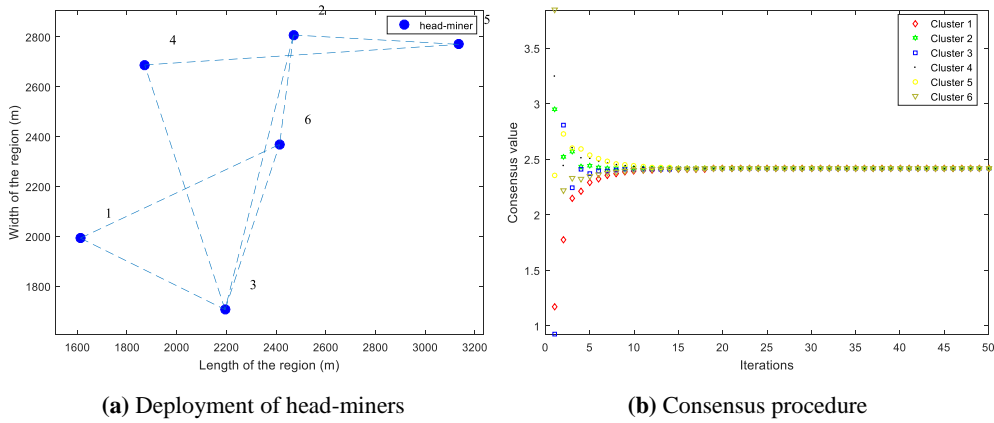 2
5
head-miner
4
6
1
3
2800
2600
2400
2200
2000
1800
Width of the region (m)
1600 1800 2000 2200 2400 2600 2800 3000 3200
Length of the region (m)
(a) Deployment of head-miners
Cluster 1
Cluster 2
Cluster 3
Cluster 4
Cluster 5
Cluster 6
3.5
3
2.5
2
1.5
1
Consensus value
0 5 10 15 20 25 30 35 40 45 50
Iterations
(b) Consensus procedure